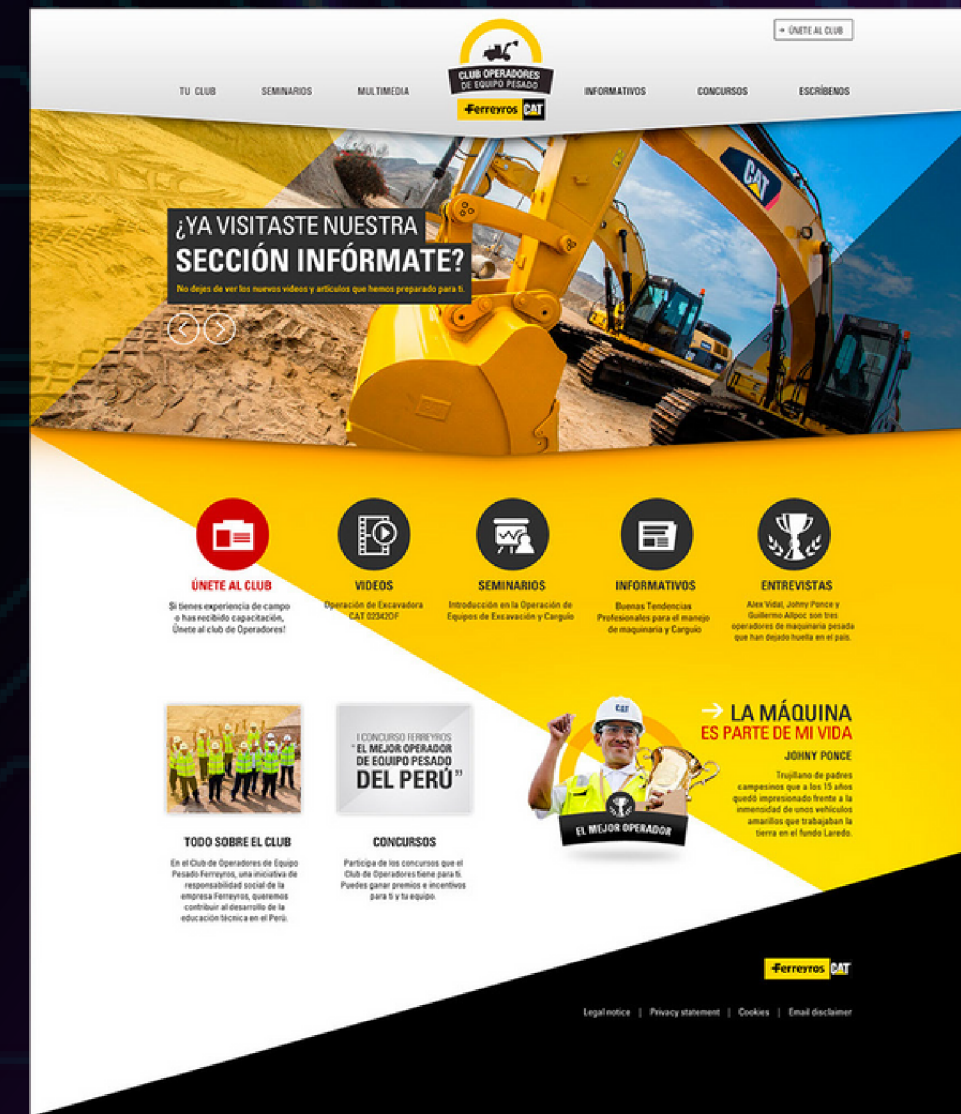 ➔ ÚNETE AL CLUB
CLUB OPERADORES
DE EQUIPO PESADO
Ferreyros CAT
TU CLUB
SEMINARIOS
MULTIMEDIA
INFORMATIVOS
CONCURSOS
ESCRÍBENOS
CAT
¿YA VISITASTE NUESTRA
SECCIÓN INFÓRMATE?
No dejes de ver los nuevos videos y artículos que hemos preparado para ti.
ÚNETE AL CLUB
Si tienes experiencia de campo
o has recibido capacitación,
Únete al club de Operadores!
VIDEOS
Operación de Excavadora
CAT 02342DF
SEMINARIOS
Introducción en la Operación de
Equipos de Excavación y Carguío
INFORMATIVOS
Buenas Tendencias
Profesionales para el manejo
de maquinaria y Carguío
ENTREVISTAS
Alex Vidal, Johny Ponce y
Guillermo Allpoc son tres
operadores de maquinaria pesada
que han dejado huella en el país.
TODO SOBRE EL CLUB
En el Club de Operadores de Equipo
Pesado Ferreyros, una iniciativa de
responsabilidad social de la
empresa Ferreyros, queremos
contribuir al desarrollo de la
educación técnica en el Perú.
I CONCURSO FERREYROS
"EL MEJOR OPERADOR
DE EQUIPO PESADO
DEL PERÚ"
CONCURSOS
Participa de los concursos que el
Club de Operadores tiene para ti.
Puedes ganar premios e incentivos
para ti y tu equipo.
CAT
EL MEJOR OPERADOR
→ LA MÁQUINA
ES PARTE DE MI VIDA
JOHNY PONCE
Trujillano de padres
campesinos que a los 15 años
quedó impresionado frente a la
inmensidad de unos vehículos
amarillos que trabajaban la
tierra en el fundo Laredo.
Ferreyros CAT
Legal notice | Privacy statement | Cookies | Email disclaimer